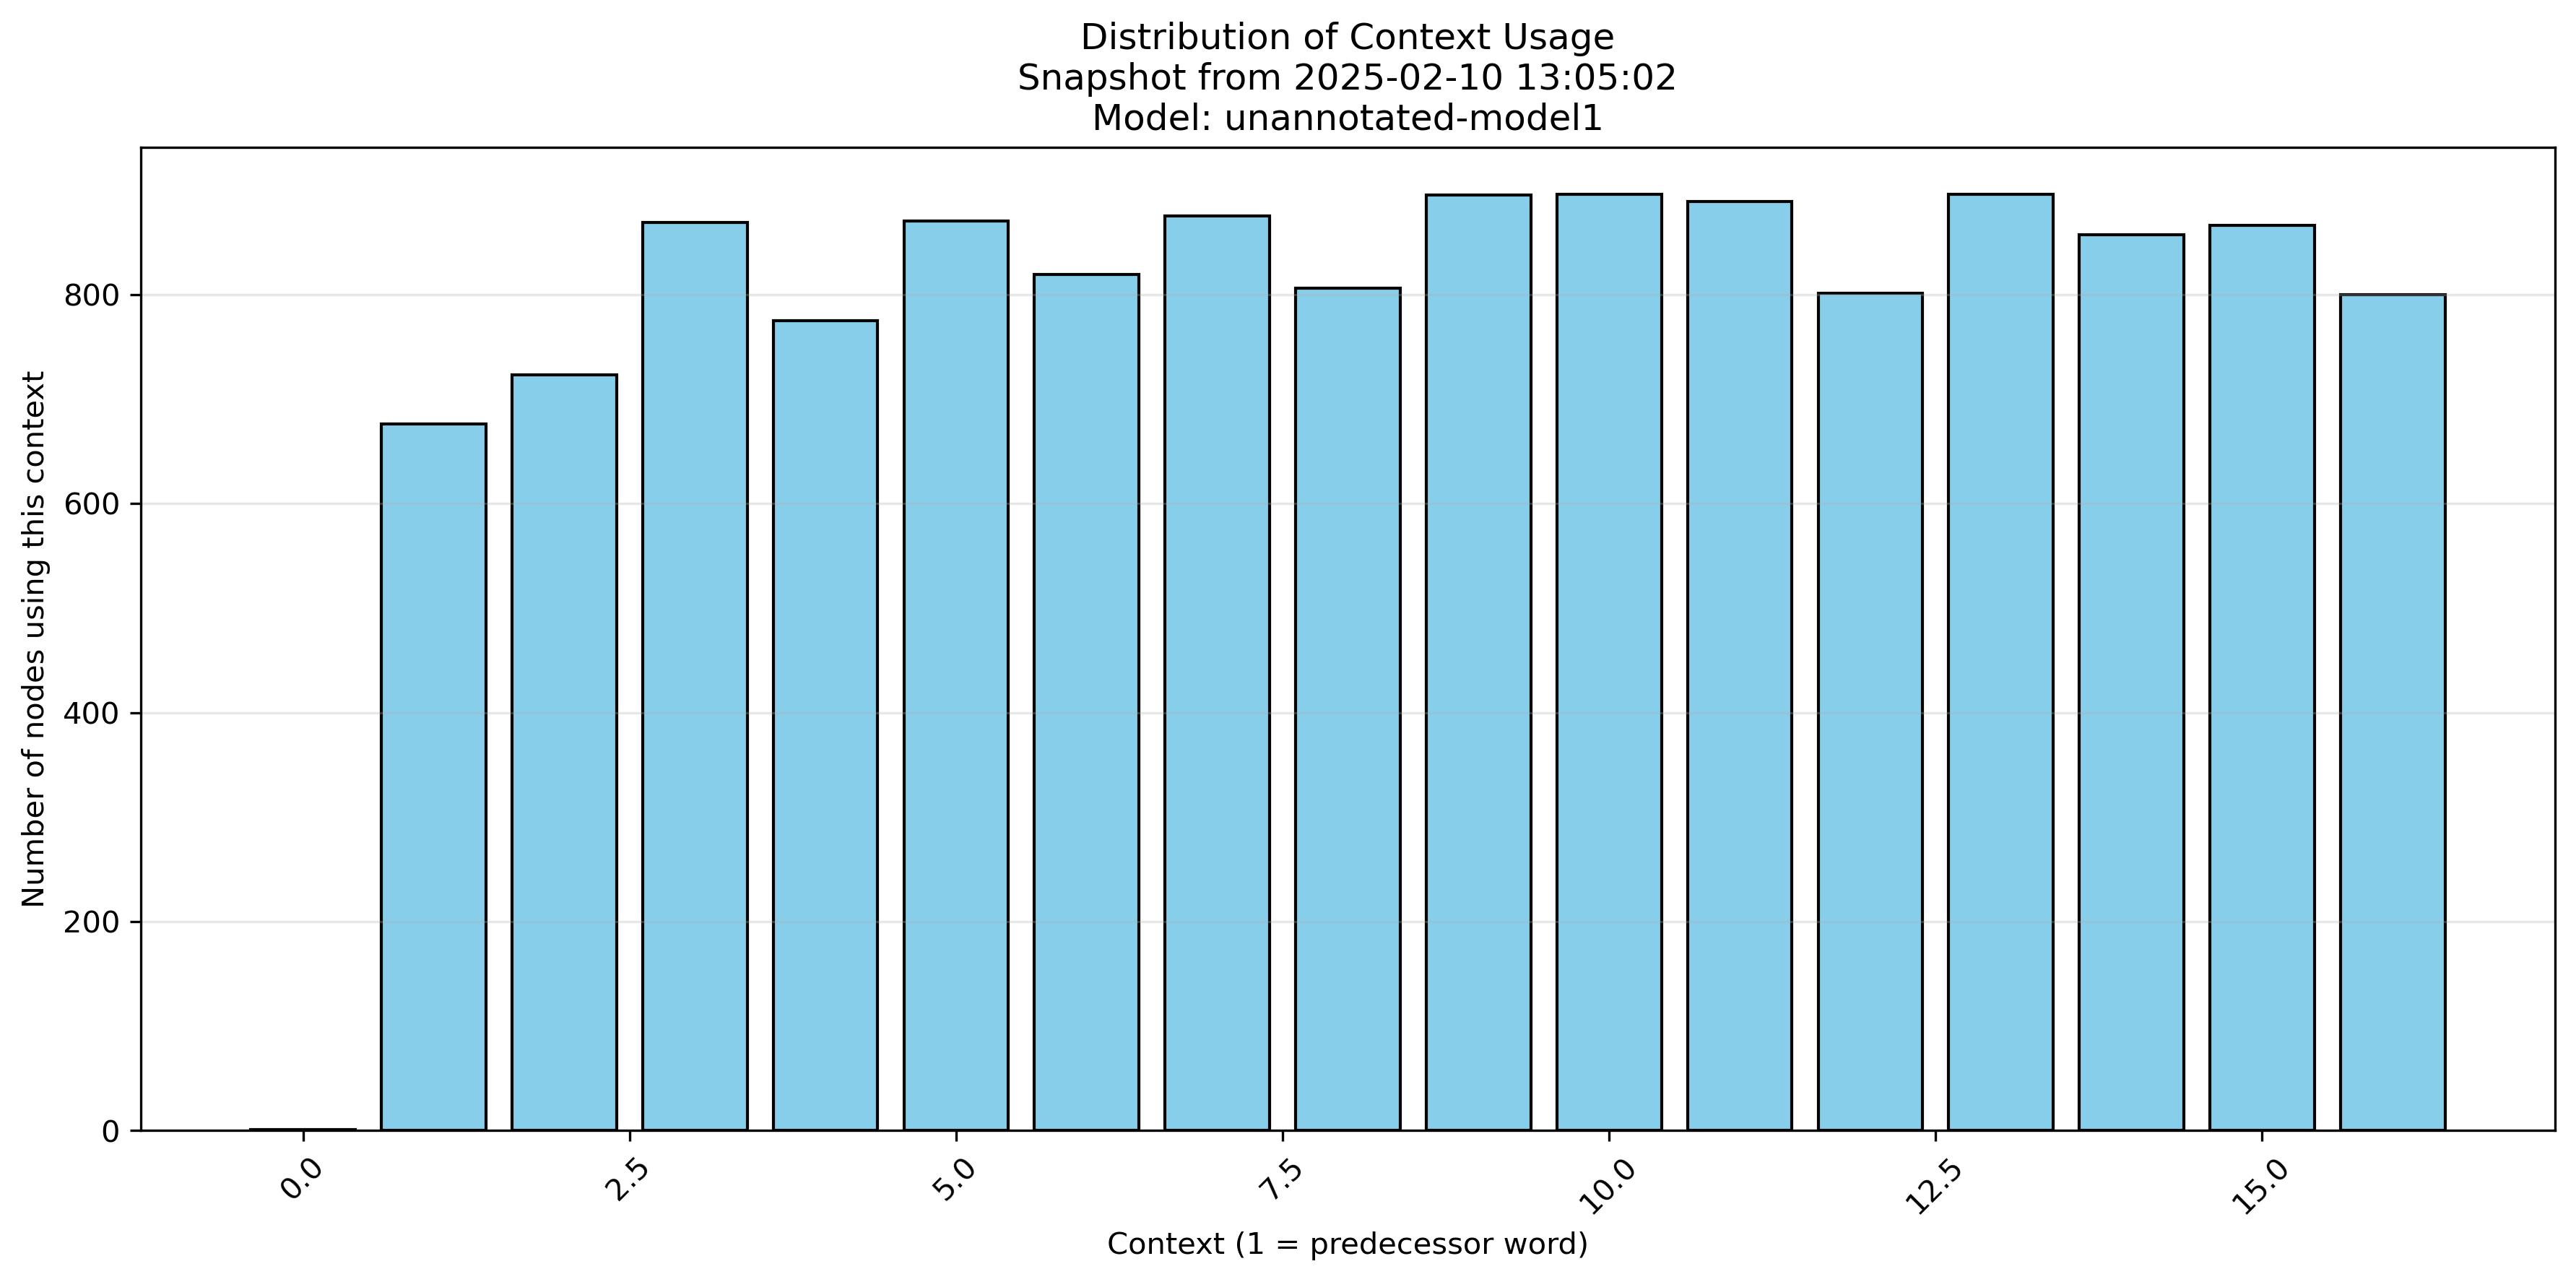 Distribution of Context Usage
Snapshot from 2025-02-10 13:05:02
Model: unannotated-model1
Number of nodes using this context
800
600
400
200
0
0.0
2.5
5.0
7.5
10.0
12.5
15.0
Context (1 = predecessor word)